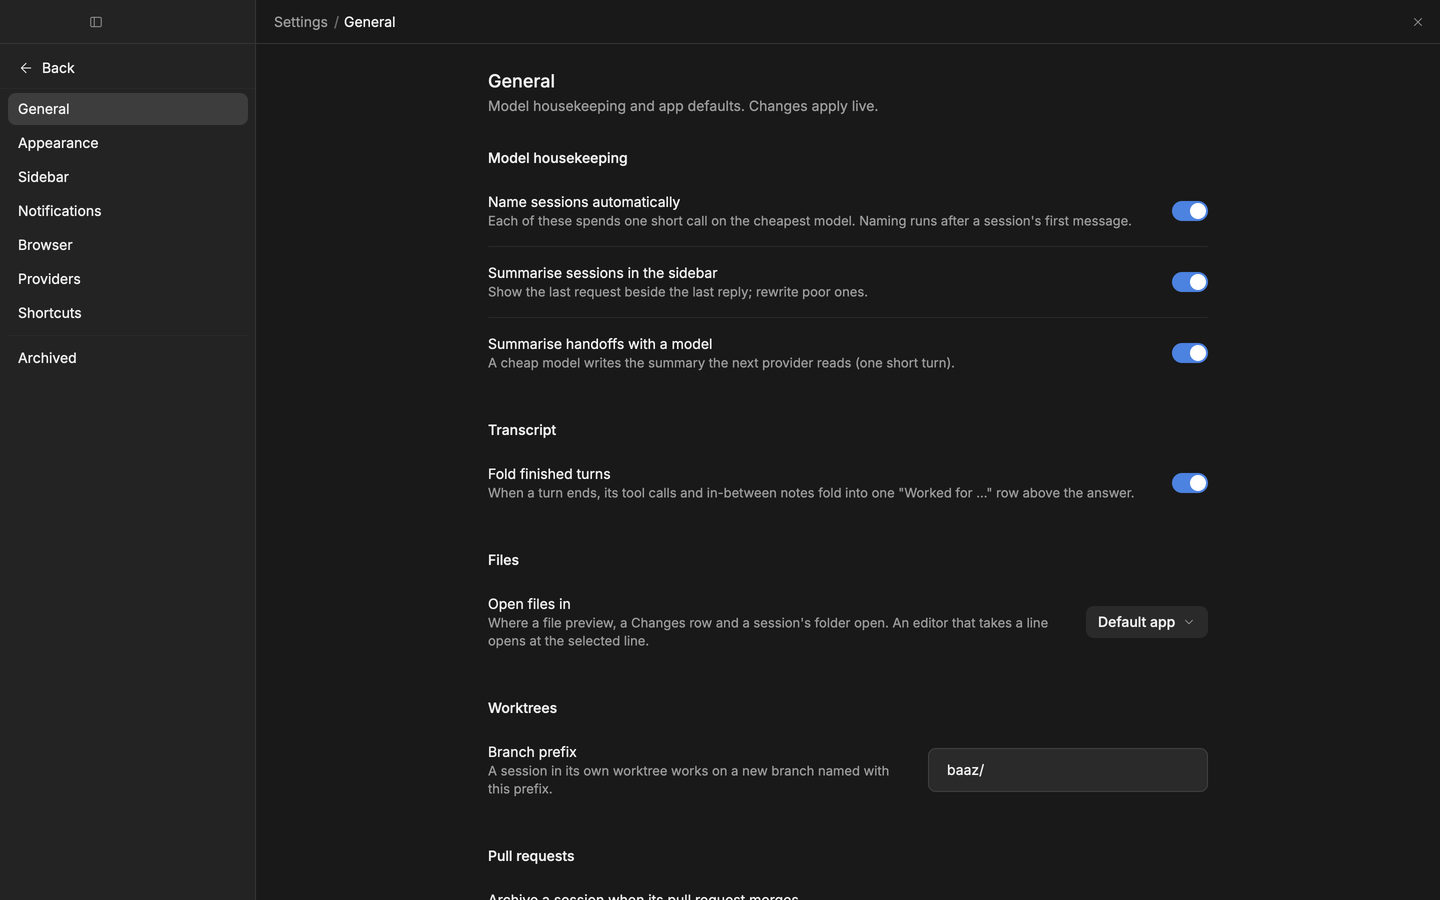 Settings / General
Back
General
Appearance
Sidebar
Notifications
Browser
Providers
Shortcuts
Archived
General
Model housekeeping and app defaults. Changes apply live.
Model housekeeping
Name sessions automatically
Each of these spends one short call on the cheapest model. Naming runs after a session's first message.
Summarise sessions in the sidebar
Show the last request beside the last reply; rewrite poor ones.
Summarise handoffs with a model
A cheap model writes the summary the next provider reads (one short turn).
Transcript
Fold finished turns
When a turn ends, its tool calls and in-between notes fold into one "Worked for ..." row above the answer.
Files
Open files in
Where a file preview, a Changes row and a session's folder open. An editor that takes a line
opens at the selected line.
Default app
Worktrees
Branch prefix
A session in its own worktree works on a new branch named with
this prefix.
baaz/
Pull requests
Archive a session when its pull request merges